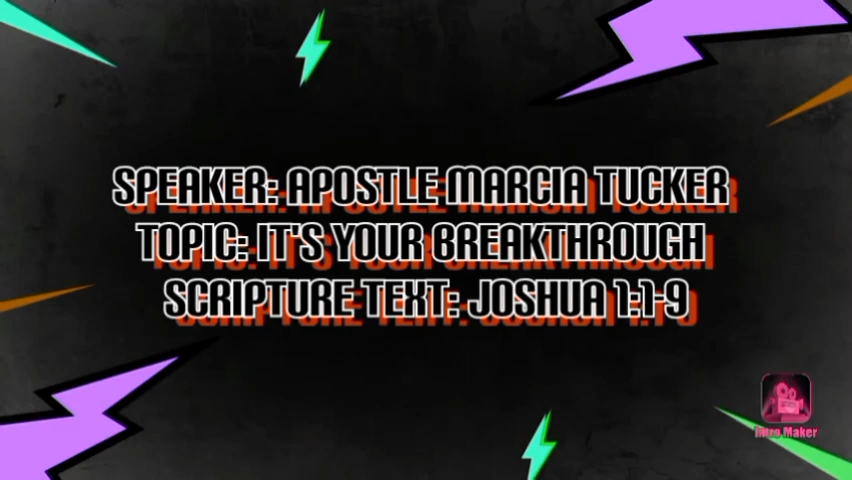 SPEAKER: APOSTLE MARCIA TUCKER
TOPIC: IT'S YOUR BREAKTHROUGH
SCRIPTURE TEXT: JOSHUA 1:1-9
Intro Maker